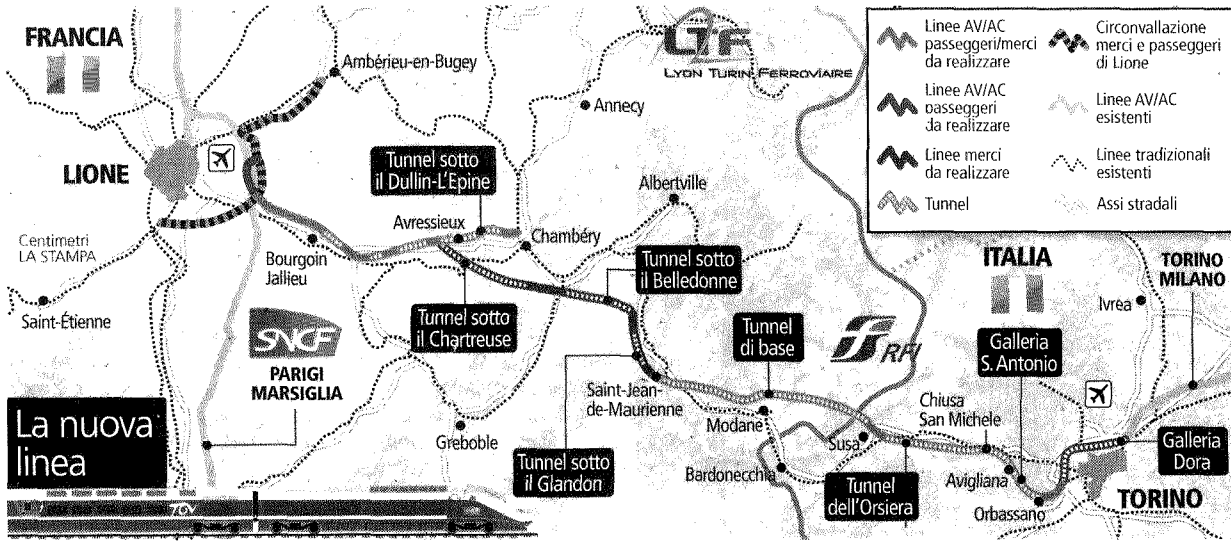 FRANCIA
LIONE
Centimetri
LA STAMPA
Saint-Étienne
Ambérieu-en-Bugey
Annecy
LTF
LYON TURIN FERROVIAIRE
Tunnel sotto
il Dullin-L'Epine
Avressieux
Chambéry
Albertville
Bourgoin
Jallieu
Tunnel sotto
il Chartreuse
Tunnel sotto
il Belledonne
SNCF
PARIGI
MARSIGLIA
Greboble
Tunnel sotto
il Glandon
Saint-Jean-
de-Maurienne
Tunnel
di base
Modane
Bardonecchia
RFI
Susa
Tunnel
dell'Orsiera
Chiusa
San Michele
Avigliana
Orbassano
Galleria
S. Antonio
ITALIA
Ivrea
TORINO
MILANO
Galleria
Dora
TORINO
Linee AV/AC
passeggeri/merci
da realizzare
Linee AV/AC
passeggeri
da realizzare
Linee merci
da realizzare
Tunnel
Circonvallazione
merci e passeggeri
di Lione
Linee AV/AC
esistenti
Linee tradizionali
esistenti
Assi stradali
La nuova
linea
TGV